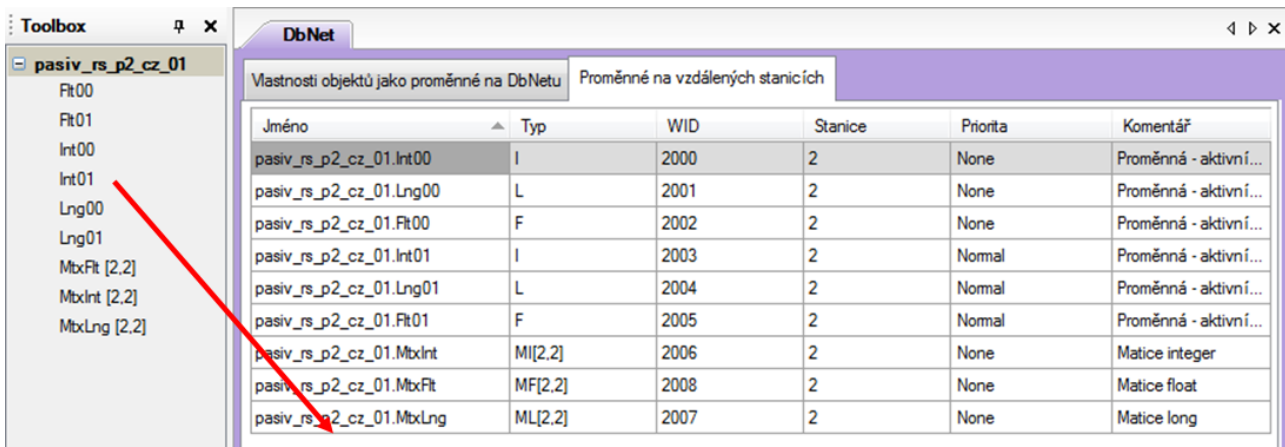 Toolbox
pasiv_rs_p2_cz_01
Flt00
Flt01
Int00
Int01
Lng00
Lng01
MtxFlt [2,2]
MtxInt [2,2]
MtxLng [2,2]
DbNet
Vlastnosti objektů jako proměnné na DbNetu Proměnné na vzdálených stanicích
Jméno Typ WID Stanice Priorita Komentář
pasiv_rs_p2_cz_01.Int00 I 2000 2 None Proměnná - aktivní...
pasiv_rs_p2_cz_01.Lng00 L 2001 2 None Proměnná - aktivní...
pasiv_rs_p2_cz_01.Flt00 F 2002 2 None Proměnná - aktivní...
pasiv_rs_p2_cz_01.Int01 I 2003 2 Normal Proměnná - aktivní...
pasiv_rs_p2_cz_01.Lng01 L 2004 2 Normal Proměnná - aktivní...
pasiv_rs_p2_cz_01.Flt01 F 2005 2 Normal Proměnná - aktivní...
pasiv_rs_p2_cz_01.MtxInt MI[2,2] 2006 2 None Matice integer
pasiv_rs_p2_cz_01.MtxFlt MF[2,2] 2008 2 None Matice float
pasiv_rs_p2_cz_01.MtxLng ML[2,2] 2007 2 None Matice long